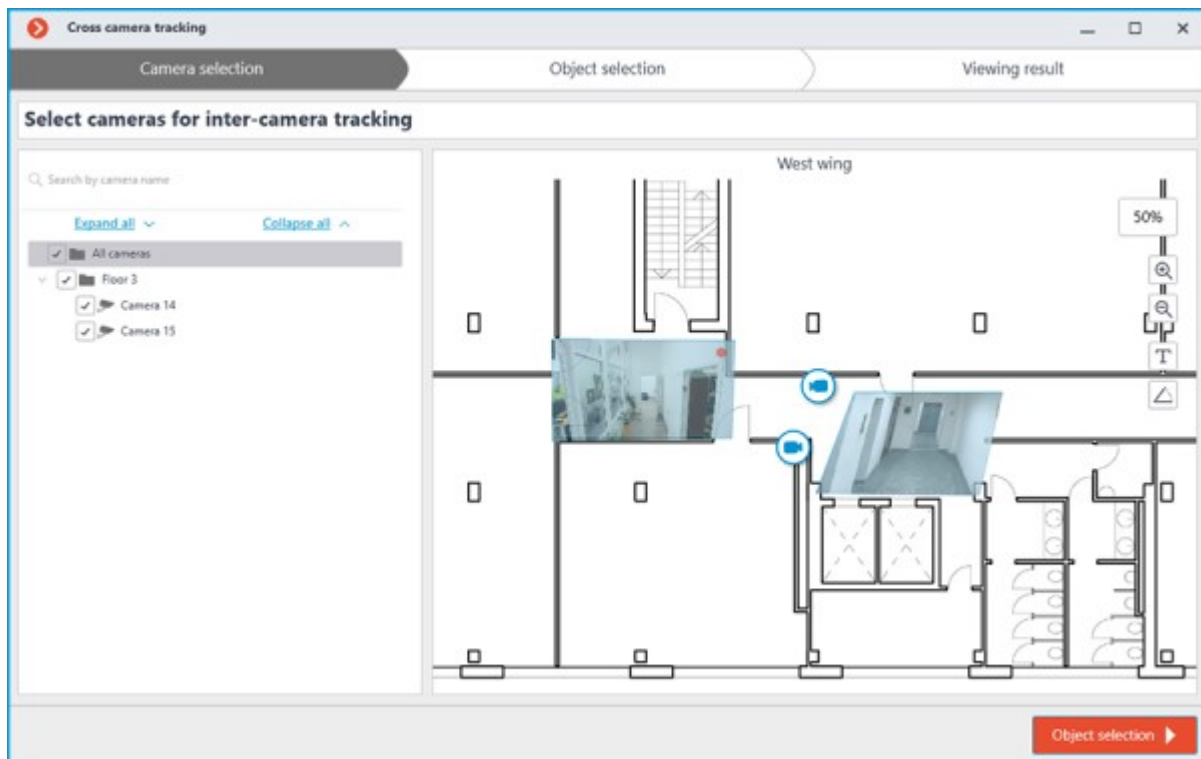 Cross camera tracking
Camera selection
Object selection
Viewing result
Select cameras for inter-camera tracking
Search by camera name
Expand all
Collapse all
All cameras
Floor 3
Camera 14
Camera 15
West wing
50%
T
Object selection